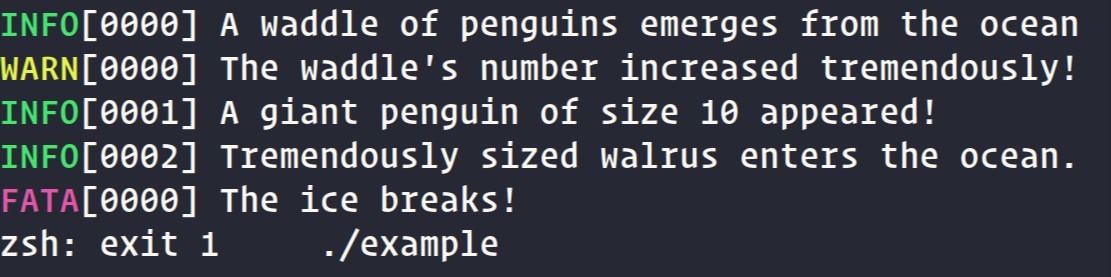 INFO[0000] A waddle of penguins emerges from the ocean
WARN[0000] The waddle's number increased tremendously!
INFO[0001] A giant penguin of size 10 appeared!
INFO[0002] Tremendously sized walrus enters the ocean.
FATA[0000] The ice breaks!
zsh: exit 1     ./example